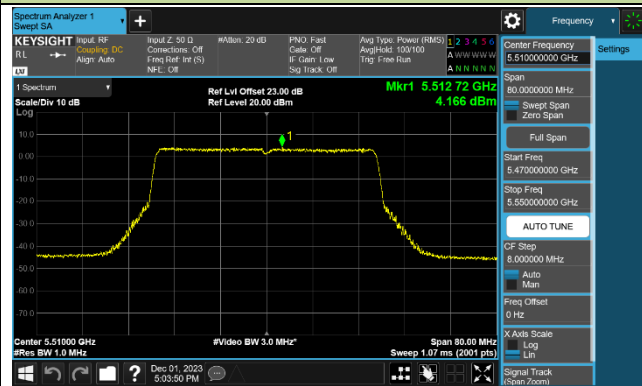 Spectrum Analyzer 1
Swept SA
Frequency
KEYSIGHT
RL
Input: RF
Coupling: DC
Align: Auto
Input Z: 50 Ω
Corrections: Off
Freq Ref: Int (S)
NFE: Off
#Atten: 20 dB
PNO: Fast
Gate: Off
IF Gain: Low
Sig Track: Off
Avg Type: Power (RMS)
Avg|Hold: 100/100
Trig: Free Run
1 2 3 4 5 6
A W W W W W
A N N N N N
1 Spectrum
Scale/Div 10 dB
Log
Ref Lvl Offset 23.00 dB
Ref Level 20.00 dBm
Mkr1 5.512 72 GHz
4.166 dBm
1
10.0
0.00
-10.0
-20.0
-30.0
-40.0
-50.0
-60.0
-70.0
Center 5.51000 GHz
#Res BW 1.0 MHz
#Video BW 3.0 MHz*
Span 80.00 MHz
Sweep 1.07 ms (2001 pts)
Dec 01, 2023
5:03:50 PM
Center Frequency
5.510000000 GHz
Span
80.0000000 MHz
Swept Span
Zero Span
Full Span
Start Freq
5.470000000 GHz
Stop Freq
5.550000000 GHz
AUTO TUNE
CF Step
8.000000 MHz
Auto
Man
Freq Offset
0 Hz
X Axis Scale
Log
Lin
Signal Track
(Span Zoom)
Settings